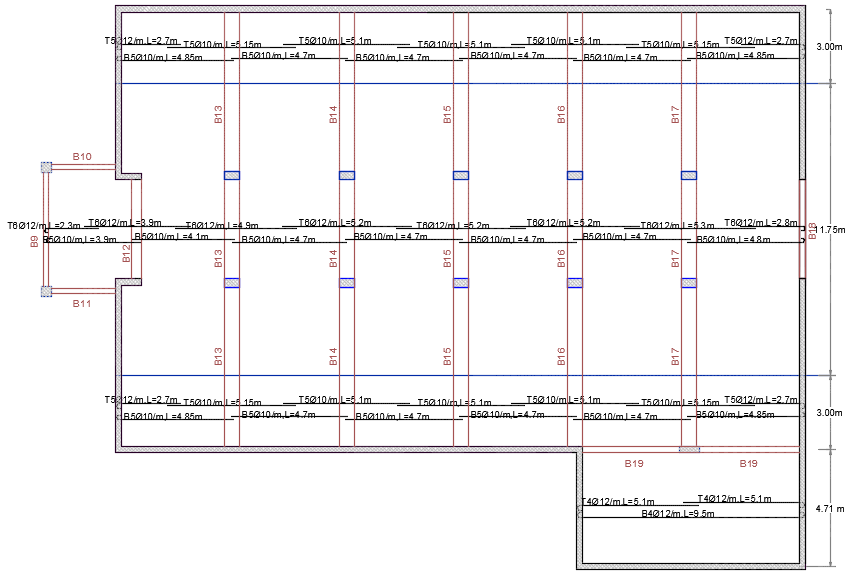 T5Ø12/m.L=2.7m T5Ø10/m.L=5.15m T5Ø10/m.L=5.1m T5Ø10/m.L=5.1m T5Ø10/m.L=5.1m T5Ø10/m.L=5.15m T5Ø12/m.L=2.7m 3.00m
B5Ø10/m.L=4.85m B5Ø10/m.L=4.7m B5Ø10/m.L=4.7m B5Ø10/m.L=4.7m B5Ø10/m.L=4.7m B5Ø10/m.L=4.85m
B13 B14 B15 B16 B17
B10
T6Ø12/m.L=2.3m T6Ø12/m.L=3.9m T6Ø12/m.L=4.9m T6Ø12/m.L=5.2m T6Ø12/m.L=5.2m T6Ø12/m.L=5.2m T6Ø12/m.L=5.3m T6Ø12/m.L=2.8m 11.75m
B5Ø10/m.L=3.9m B5Ø10/m.L=4.1m B5Ø10/m.L=4.7m B5Ø10/m.L=4.7m B5Ø10/m.L=4.7m B5Ø10/m.L=4.7m B5Ø10/m.L=4.7m B5Ø10/m.L=4.8m
B9 B12 B13 B14 B15 B16 B17
B11
B13 B14 B15 B16 B17
T5Ø12/m.L=2.7m T5Ø10/m.L=5.15m T5Ø10/m.L=5.1m T5Ø10/m.L=5.1m T5Ø10/m.L=5.1m T5Ø10/m.L=5.15m T5Ø12/m.L=2.7m
B5Ø10/m.L=4.85m B5Ø10/m.L=4.7m B5Ø10/m.L=4.7m B5Ø10/m.L=4.7m B5Ø10/m.L=4.7m B5Ø10/m.L=4.85m 3.00m
B19 B19
T4Ø12/m.L=5.1m T4Ø12/m.L=5.1m
B4Ø12/m.L=9.5m 4.71 m